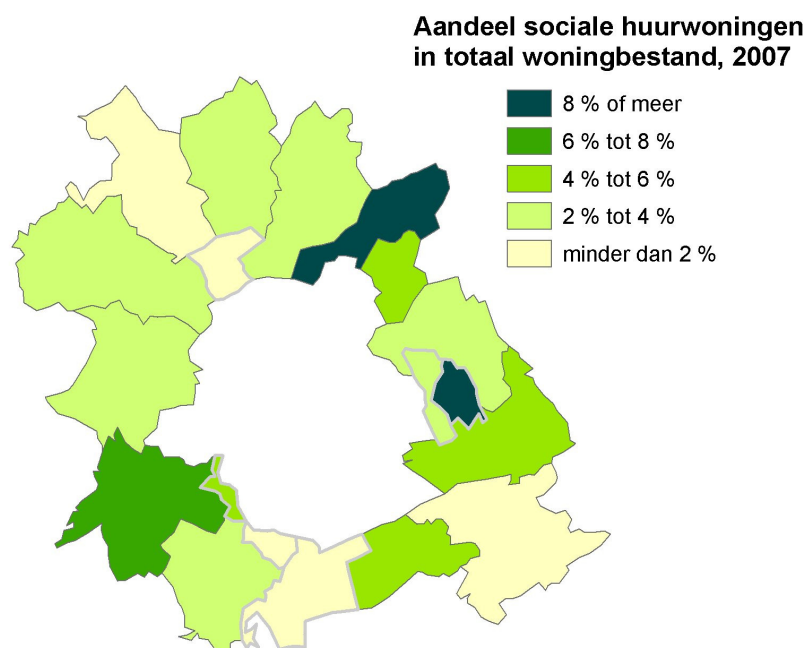 Aandeel sociale huurwoningen
in totaal woningbestand, 2007
8 % of meer
6 % tot 8 %
4 % tot 6 %
2 % tot 4 %
minder dan 2 %